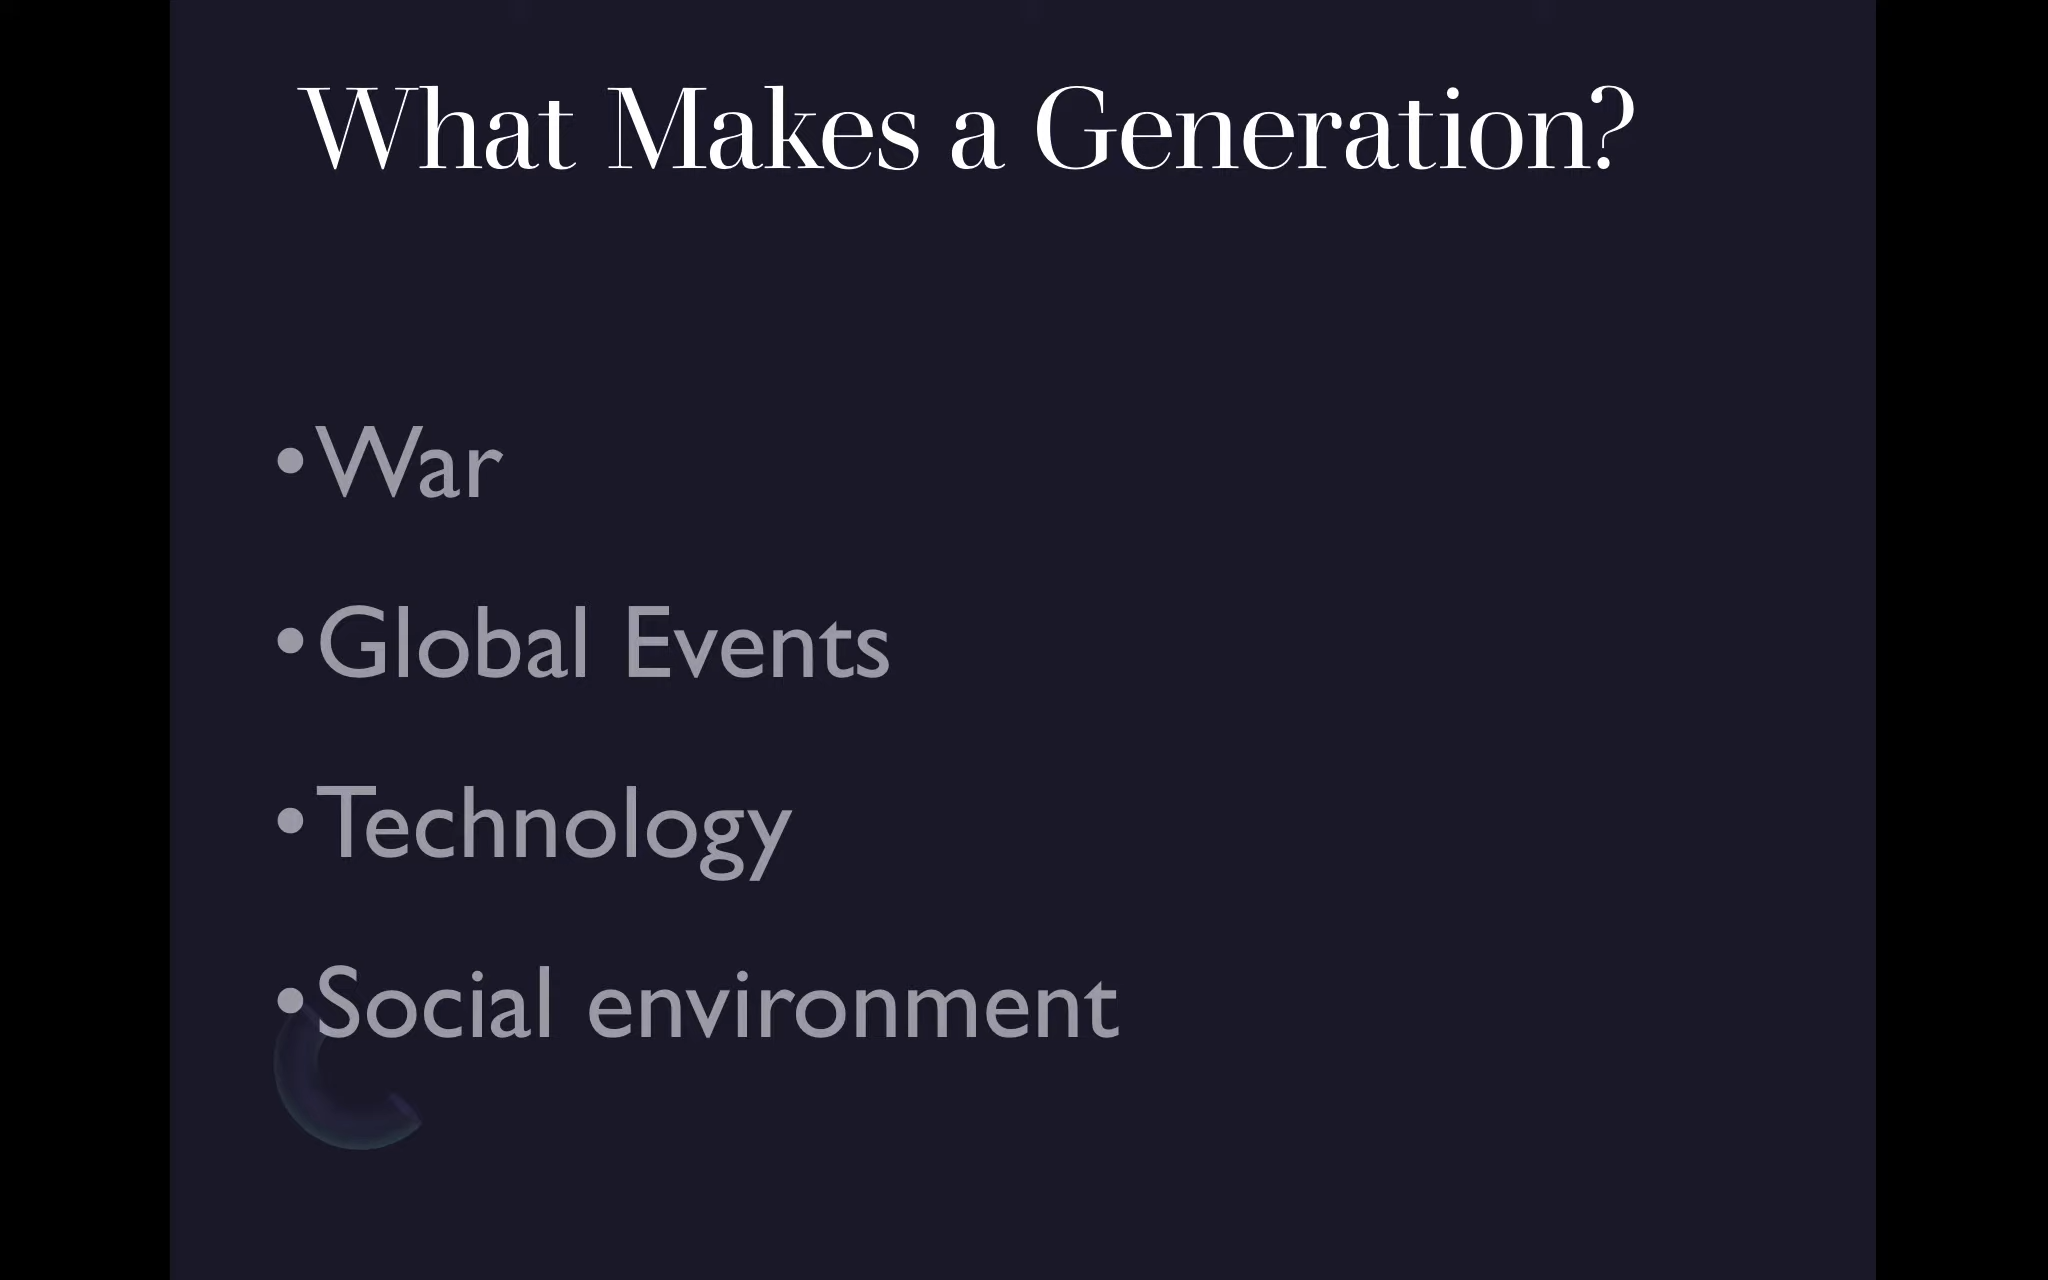 What Makes a Generation?
•War
•Global Events
•Technology
•Social environment